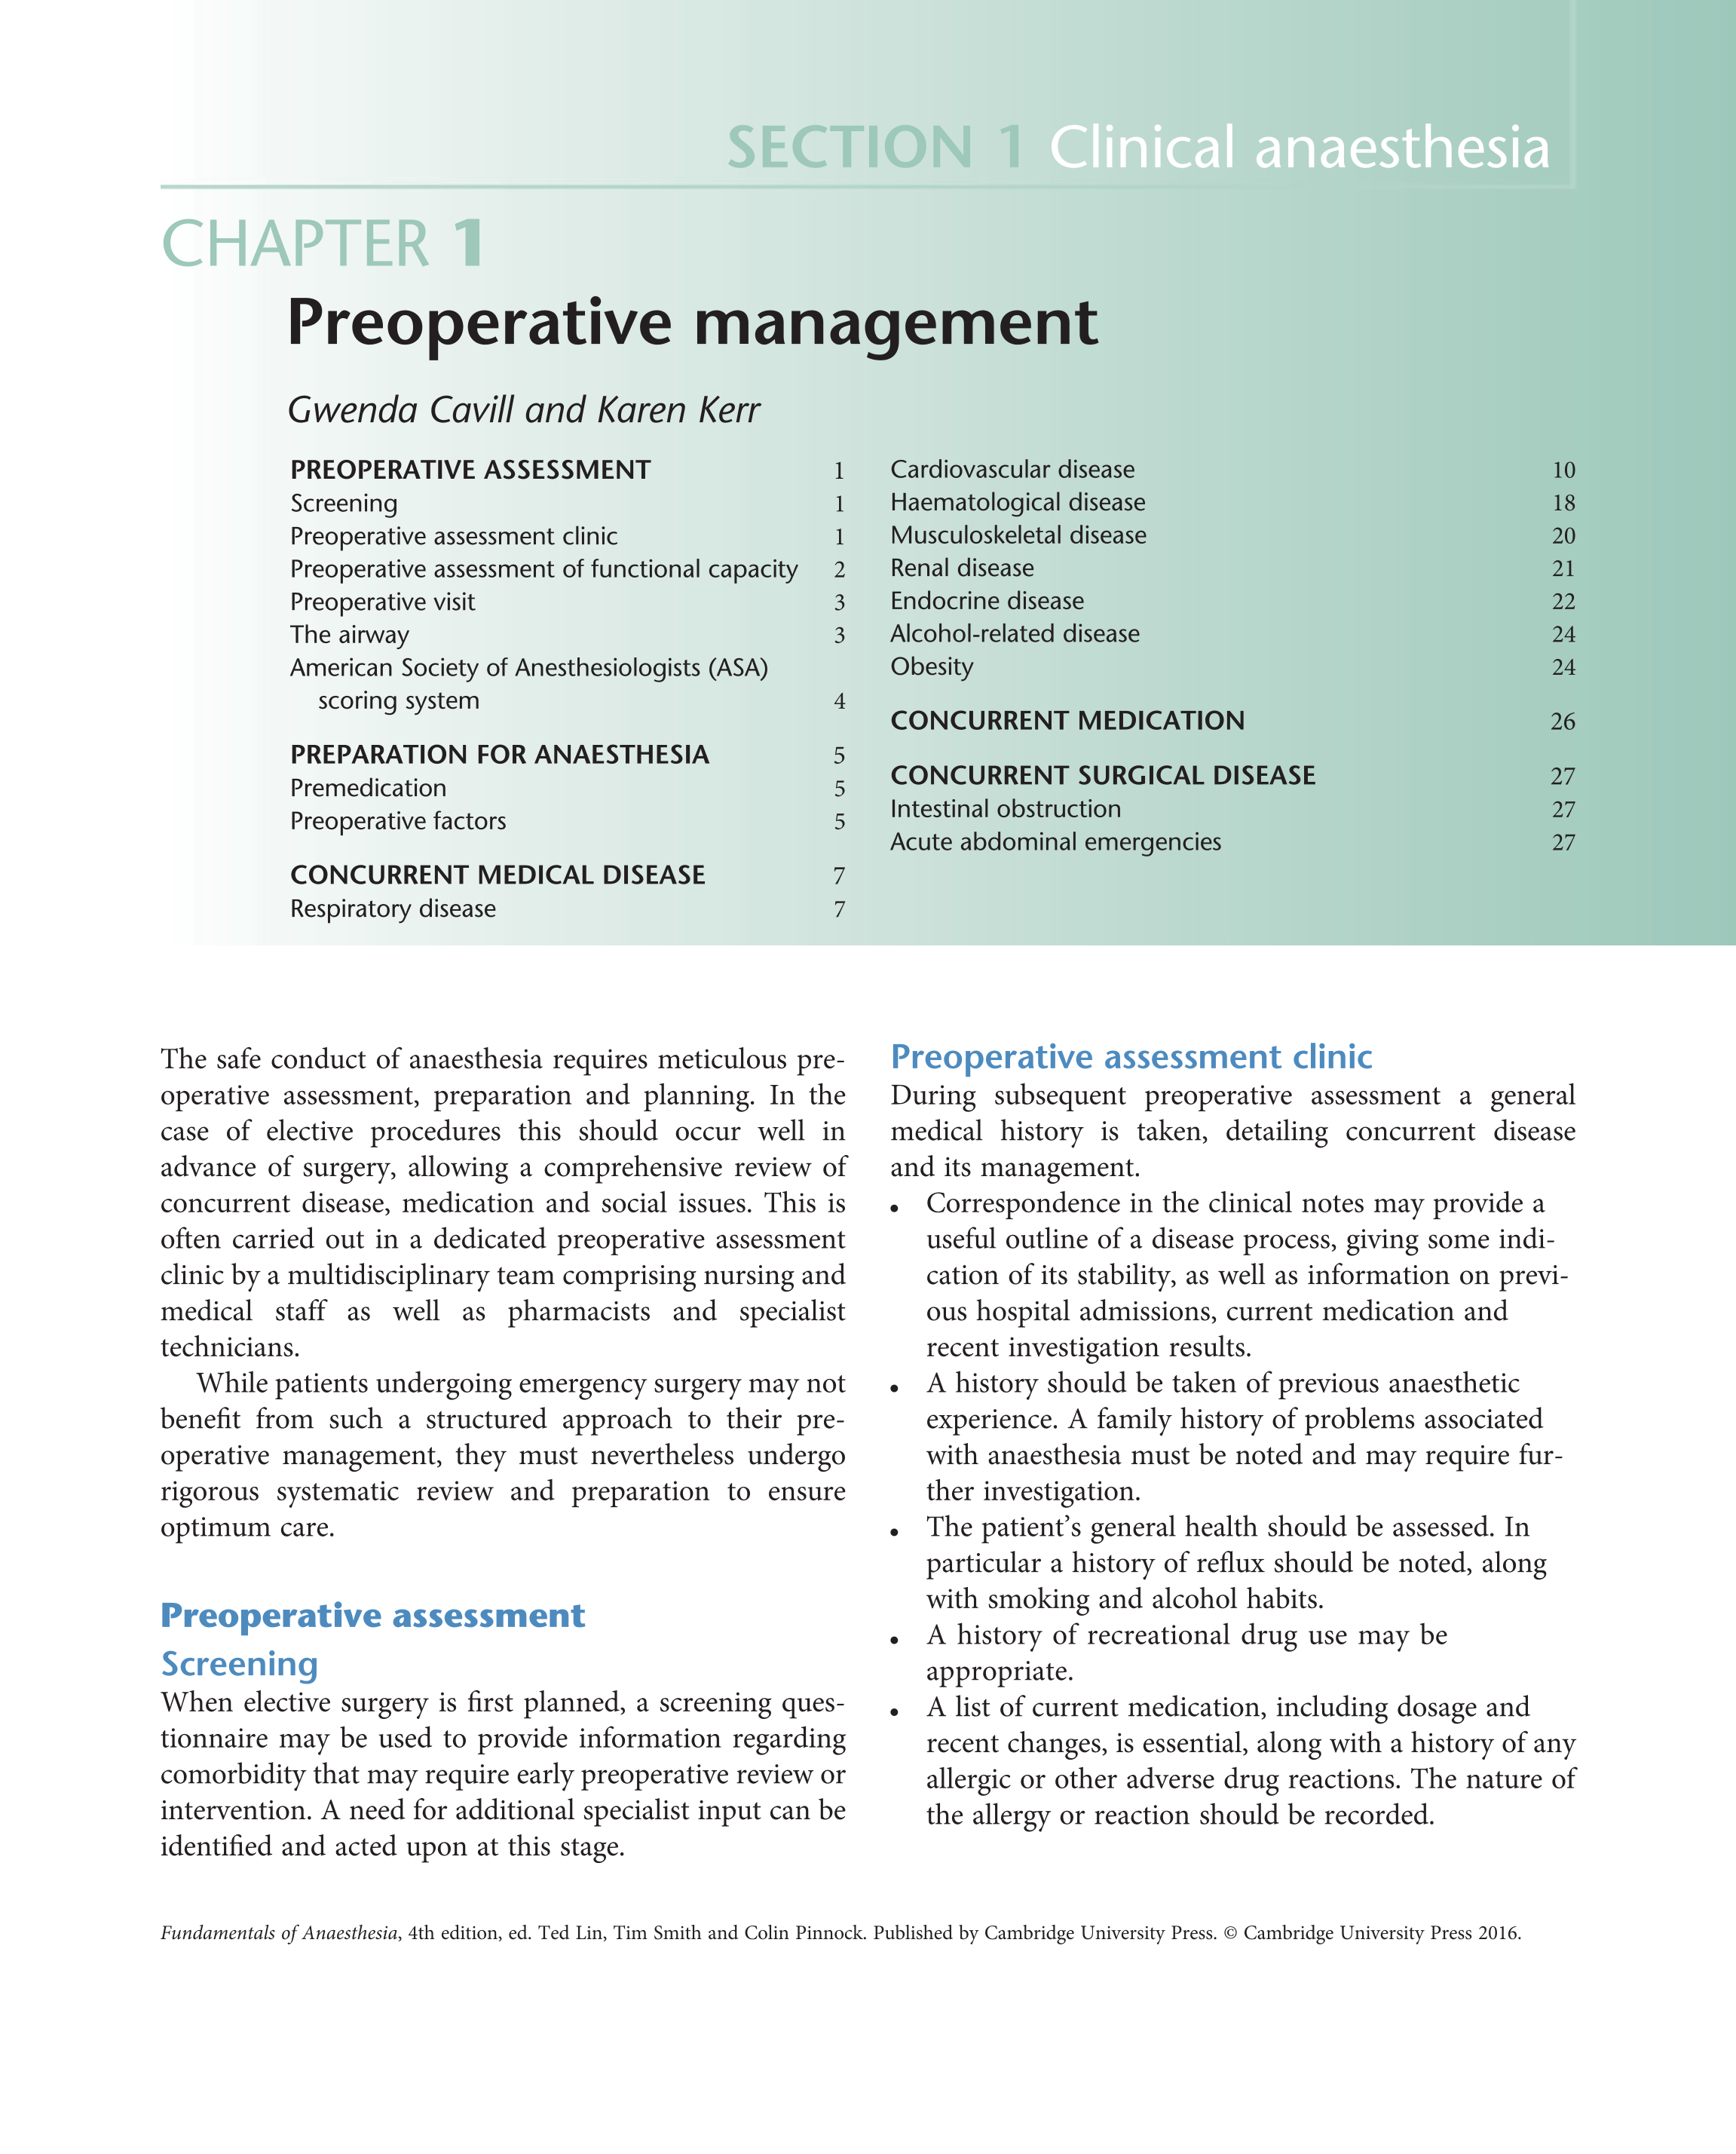 SECTION 1 Clinical anaesthesia
CHAPTER 1
Preoperative management
Gwenda Cavill and Karen Kerr
PREOPERATIVE ASSESSMENT 1
Screening 1
Preoperative assessment clinic 1
Preoperative assessment of functional capacity 2
Preoperative visit 3
The airway 3
American Society of Anesthesiologists (ASA)
scoring system 4
PREPARATION FOR ANAESTHESIA 5
Premedication 5
Preoperative factors 5
CONCURRENT MEDICAL DISEASE 7
Respiratory disease 7
Cardiovascular disease 10
Haematological disease 18
Musculoskeletal disease 20
Renal disease 21
Endocrine disease 22
Alcohol-related disease 24
Obesity 24
CONCURRENT MEDICATION 26
CONCURRENT SURGICAL DISEASE 27
Intestinal obstruction 27
Acute abdominal emergencies 27
The safe conduct of anaesthesia requires meticulous pre-
operative assessment, preparation and planning. In the
case of elective procedures this should occur well in
advance of surgery, allowing a comprehensive review of
concurrent disease, medication and social issues. This is
often carried out in a dedicated preoperative assessment
clinic by a multidisciplinary team comprising nursing and
medical staff as well as pharmacists and specialist
technicians.
While patients undergoing emergency surgery may not
benefit from such a structured approach to their pre-
operative management, they must nevertheless undergo
rigorous systematic review and preparation to ensure
optimum care.
Preoperative assessment
Screening
When elective surgery is first planned, a screening ques-
tionnaire may be used to provide information regarding
comorbidity that may require early preoperative review or
intervention. A need for additional specialist input can be
identified and acted upon at this stage.
Preoperative assessment clinic
During subsequent preoperative assessment a general
medical history is taken, detailing concurrent disease
and its management.
• Correspondence in the clinical notes may provide a
useful outline of a disease process, giving some indi-
cation of its stability, as well as information on previ-
ous hospital admissions, current medication and
recent investigation results.
• A history should be taken of previous anaesthetic
experience. A family history of problems associated
with anaesthesia must be noted and may require fur-
ther investigation.
• The patient's general health should be assessed. In
particular a history of reflux should be noted, along
with smoking and alcohol habits.
• A history of recreational drug use may be
appropriate.
• A list of current medication, including dosage and
recent changes, is essential, along with a history of any
allergic or other adverse drug reactions. The nature of
the allergy or reaction should be recorded.
Fundamentals of Anaesthesia, 4th edition, ed. Ted Lin, Tim Smith and Colin Pinnock. Published by Cambridge University Press. © Cambridge University Press 2016.